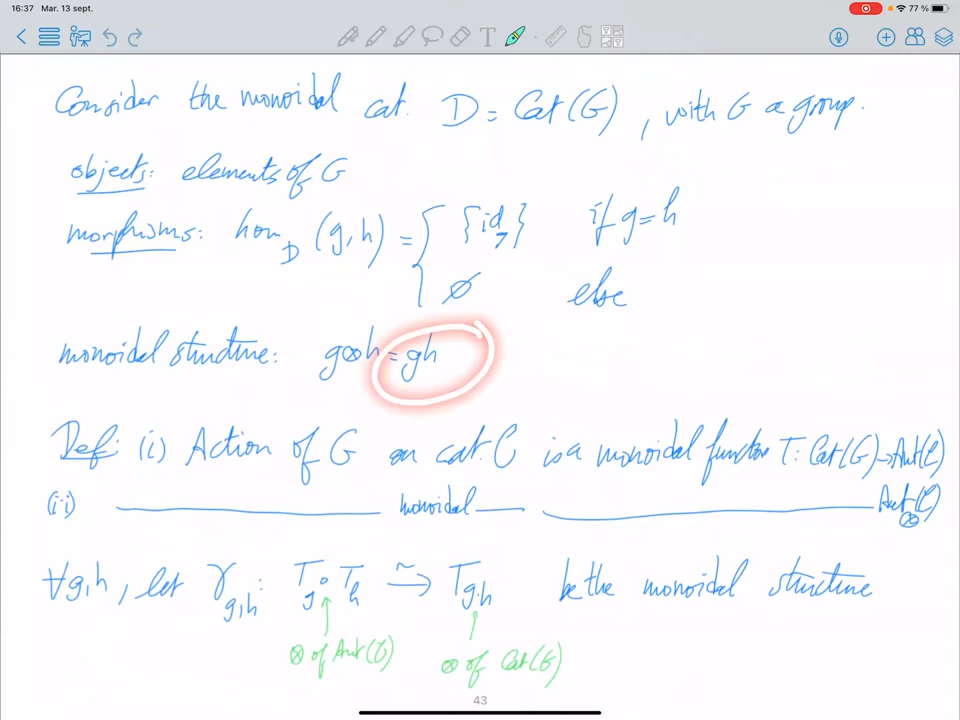 16:37 Mar. 13 sept. 77 %
Consider the monoidal cat. D = Cat(G), with G a group.
objects: elements of G
morphisms: hom_D (g,h) = { {id_g} if g=h
∅ else
monoidal structure: g⊗h = gh
Def: (i) Action of G on cat. C is a monoidal functor T: Cat(G)→Aut(C)
(ii) ——— monoidal ——— Aut_⊗(C)
∀g,h, let γ_{g,h}: T_g ∘ T_h ⥲ T_{g·h} be the monoidal structure
⊗ of Aut(C) ⊗ of Cat(G)
43